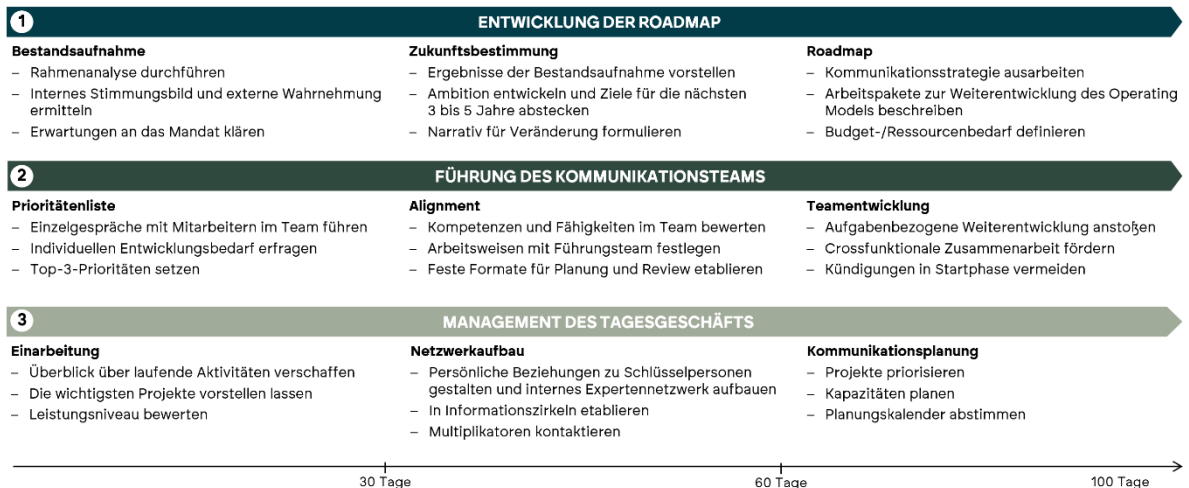 1 ENTWICKLUNG DER ROADMAP
Bestandsaufnahme
– Rahmenanalyse durchführen
– Internes Stimmungsbild und externe Wahrnehmung
ermitteln
– Erwartungen an das Mandat klären
Zukunftsbestimmung
– Ergebnisse der Bestandsaufnahme vorstellen
– Ambition entwickeln und Ziele für die nächsten
3 bis 5 Jahre abstecken
– Narrativ für Veränderung formulieren
Roadmap
– Kommunikationsstrategie ausarbeiten
– Arbeitspakete zur Weiterentwicklung des Operating
Models beschreiben
– Budget-/Ressourcenbedarf definieren
2 FÜHRUNG DES KOMMUNIKATIONSTEAMS
Prioritätenliste
– Einzelgespräche mit Mitarbeitern im Team führen
– Individuellen Entwicklungsbedarf erfragen
– Top-3-Prioritäten setzen
Alignment
– Kompetenzen und Fähigkeiten im Team bewerten
– Arbeitsweisen mit Führungsteam festlegen
– Feste Formate für Planung und Review etablieren
Teamentwicklung
– Aufgabenbezogene Weiterentwicklung anstoßen
– Crossfunktionale Zusammenarbeit fördern
– Kündigungen in Startphase vermeiden
3 MANAGEMENT DES TAGESGESCHÄFTS
Einarbeitung
– Überblick über laufende Aktivitäten verschaffen
– Die wichtigsten Projekte vorstellen lassen
– Leistungsniveau bewerten
Netzwerkaufbau
– Persönliche Beziehungen zu Schlüsselpersonen
gestalten und internes Expertennetzwerk aufbauen
– In Informationszirkeln etablieren
– Multiplikatoren kontaktieren
Kommunikationsplanung
– Projekte priorisieren
– Kapazitäten planen
– Planungskalender abstimmen
30 Tage
60 Tage
100 Tage